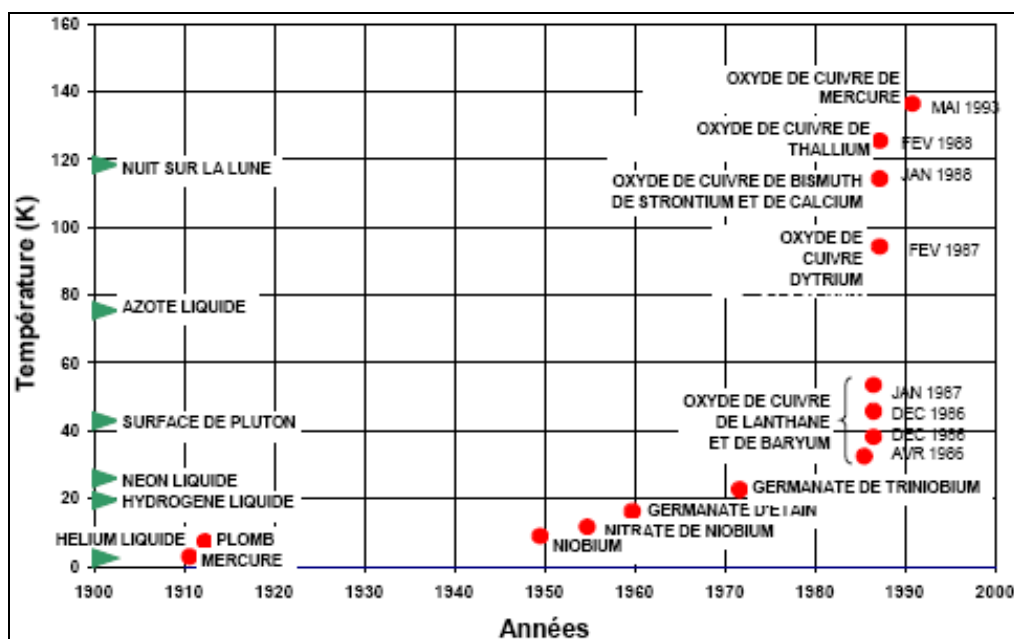 160
140
120
100
80
60
40
20
0
Température (K)
OXYDE DE CUIVRE DE
MERCURE
MAI 1993
OXYDE DE CUIVRE DE
THALLIUM
FEV 1988
NUIT SUR LA LUNE
OXYDE DE CUIVRE DE BISMUTH
DE STRONTIUM ET DE CALCIUM
JAN 1988
OXYDE DE
CUIVRE
DYTRIUM
FEV 1987
AZOTE LIQUIDE
SURFACE DE PLUTON
OXYDE DE CUIVRE
DE LANTHANE
ET DE BARYUM
JAN 1987
DEC 1986
DEC 1986
AVR 1986
NEON LIQUIDE
HYDROGENE LIQUIDE
GERMANATE DE TRINIOBIUM
GERMANATE D'ETAIN
NITRATE DE NIOBIUM
NIOBIUM
HELIUM LIQUIDE
PLOMB
MERCURE
1900 1910 1920 1930 1940 1950 1960 1970 1980 1990 2000
Années